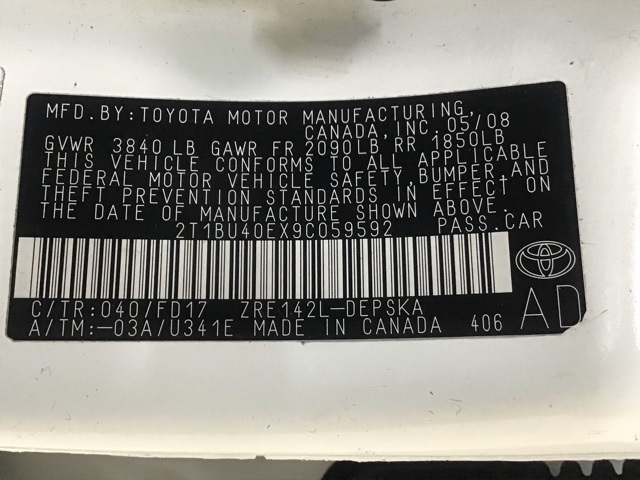 MFD. BY: TOYOTA MOTOR MANUFACTURING,
CANADA, INC. 05/08
GVWR 3840 LB GAWR FR 2090LB, RR 1850LB
THIS VEHICLE CONFORMS TO ALL APPLICABLE
FEDERAL MOTOR VEHICLE SAFETY, BUMPER, AND
THEFT PREVENTION STANDARDS IN EFFECT ON
THE DATE OF MANUFACTURE SHOWN ABOVE.
2T1BU40EX9C059592 PASS. CAR
C/TR:040/FD17 ZRE142L-DEPSKA
A/TM:-03A/U341E MADE IN CANADA 406
AD